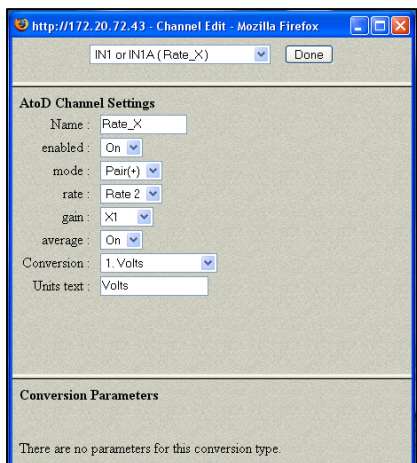 http://172.20.72.43 - Channel Edit - Mozilla Firefox
IN1 or IN1A ( Rate_X ) Done
AtoD Channel Settings
Name : Rate_X
enabled : On
mode : Pair(+)
rate : Rate 2
gain : X1
average : On
Conversion : 1. Volts
Units text : Volts
Conversion Parameters
There are no parameters for this conversion type.